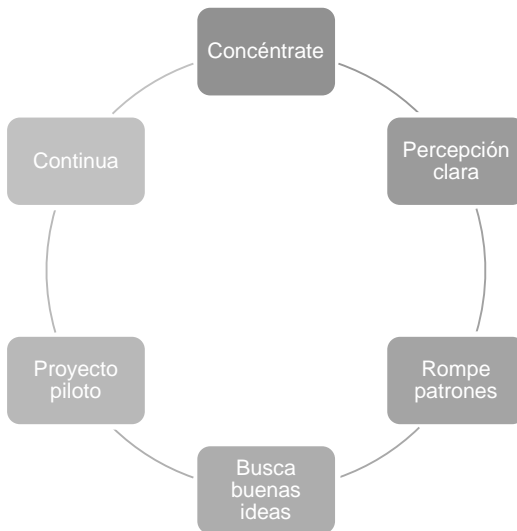 Concéntrate
Percepción
clara
Rompe
patrones
Busca
buenas
ideas
Proyecto
piloto
Continua